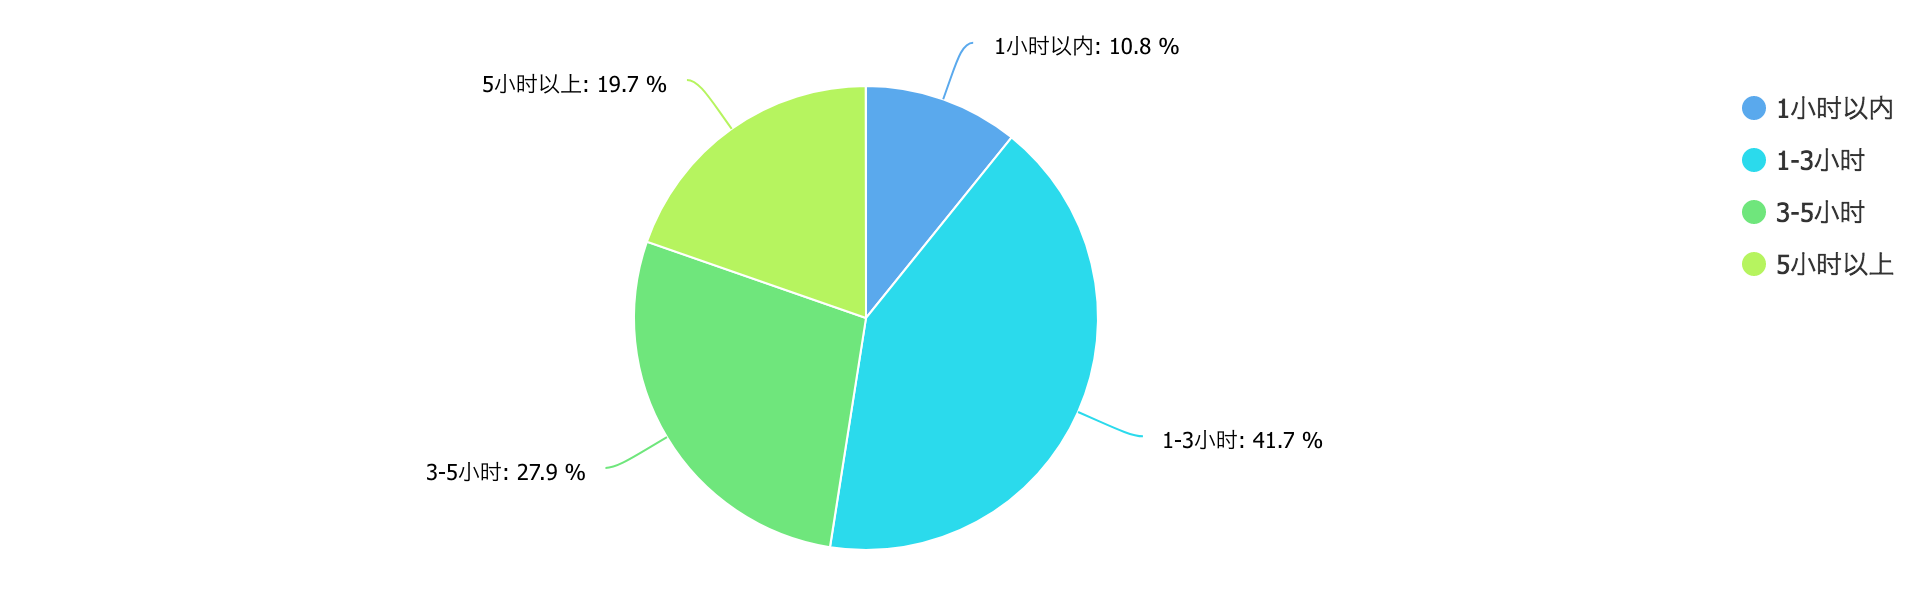 1小时以内: 10.8 %
5小时以上: 19.7 %
1-3小时: 41.7 %
3-5小时: 27.9 %
1小时以内
1-3小时
3-5小时
5小时以上